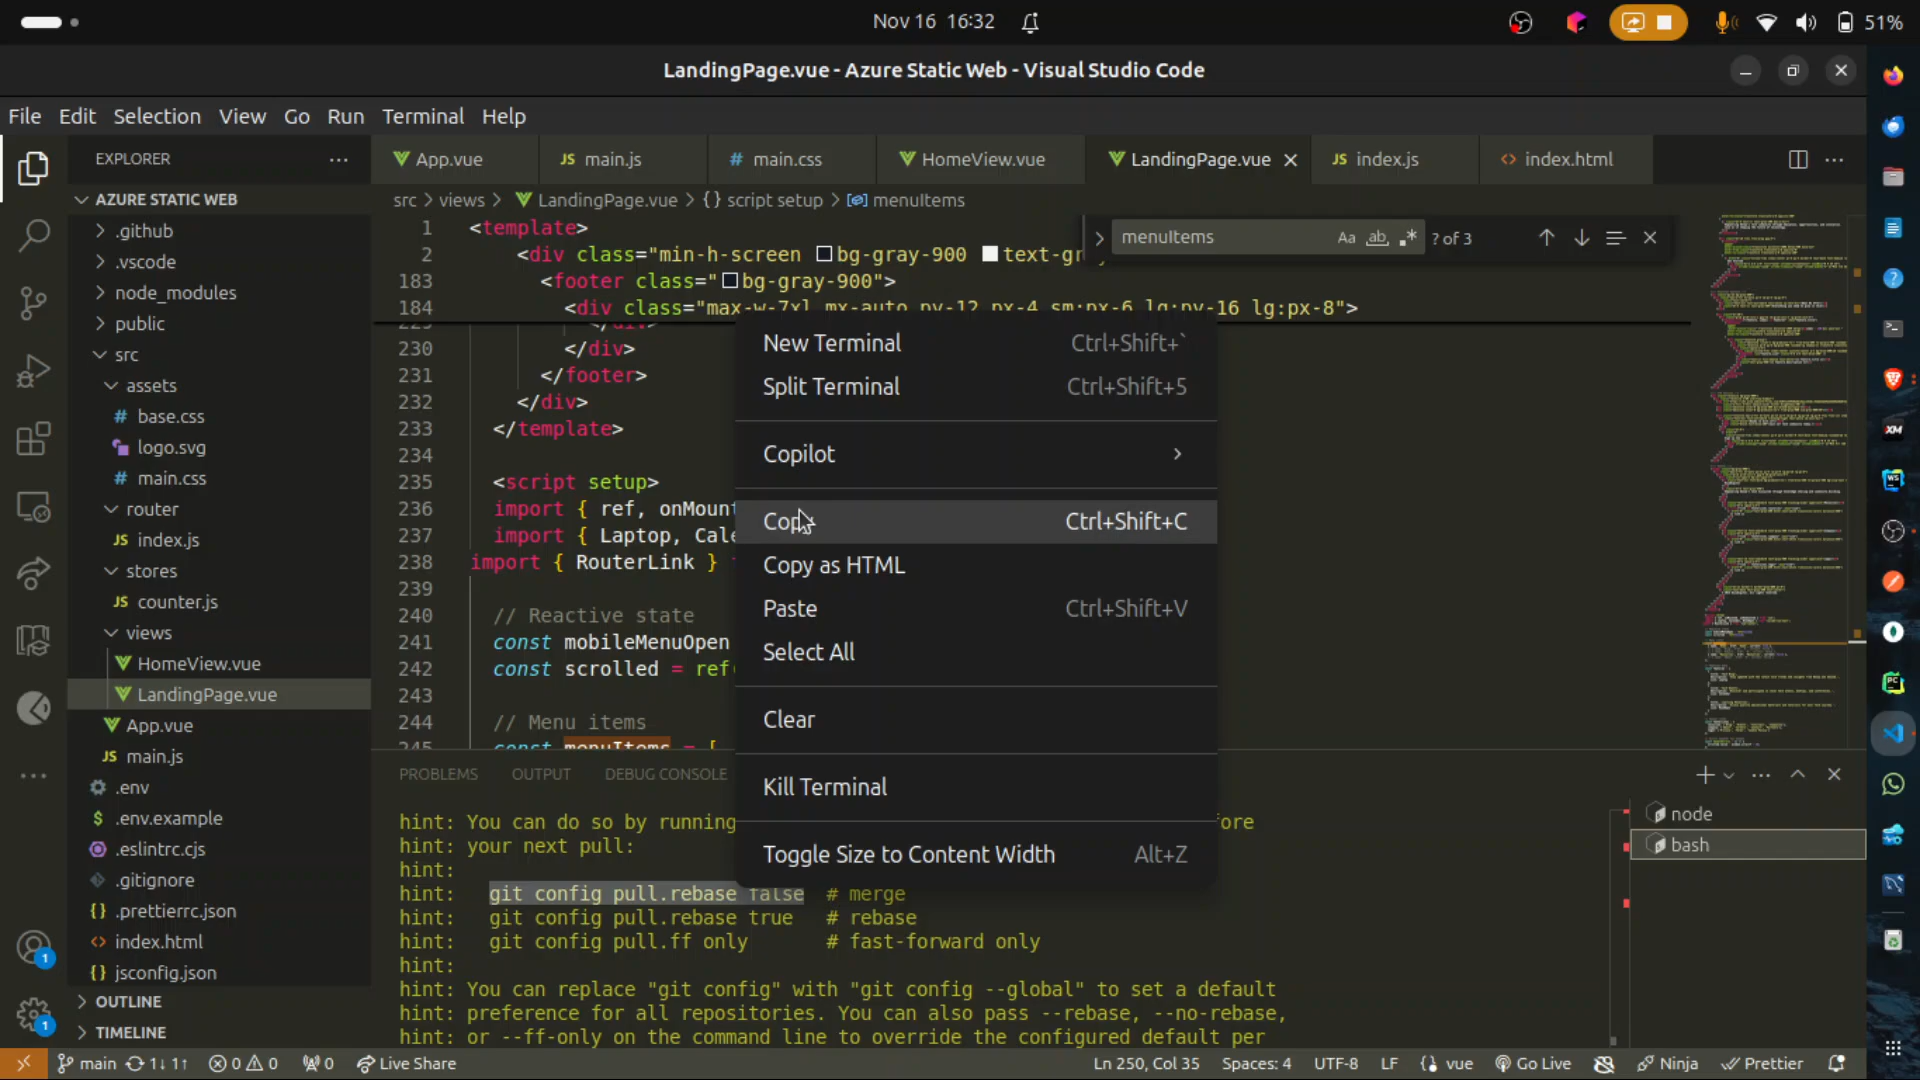 Nov 16 16:32
51%
LandingPage.vue - Azure Static Web - Visual Studio Code
File Edit Selection View Go Run Terminal Help
EXPLORER
App.vue
main.js
main.css
HomeView.vue
LandingPage.vue
index.js
index.html
AZURE STATIC WEB
.github
.vscode
node_modules
public
src
assets
base.css
logo.svg
main.css
router
index.js
stores
counter.js
views
HomeView.vue
LandingPage.vue
App.vue
main.js
.env
.env.example
.eslintrc.cjs
.gitignore
.prettierrc.json
index.html
jsconfig.json
OUTLINE
TIMELINE
src > views > LandingPage.vue > {} script setup > menuItems
menuItems
? of 3
1 <template>
2 <div class="min-h-screen bg-gray-900 text-gr
183 <footer class="bg-gray-900">
184 <div class="max-w-7xl mx-auto py-12 px-4 sm:px-6 lg:py-16 lg:px-8">
230 </div>
231 </footer>
232 </div>
233 </template>
234
235 <script setup>
236 import { ref, onMount
237 import { Laptop, Cale
238 import { RouterLink }
239
240 // Reactive state
241 const mobileMenuOpen
242 const scrolled = ref
243
244 // Menu items
245 const menuItems = [
New Terminal Ctrl+Shift+`
Split Terminal Ctrl+Shift+5
Copilot
Copy Ctrl+Shift+C
Copy as HTML
Paste Ctrl+Shift+V
Select All
Clear
Kill Terminal
Toggle Size to Content Width Alt+Z
PROBLEMS OUTPUT DEBUG CONSOLE
node
bash
hint: You can do so by running ore
hint: your next pull:
hint:
hint: git config pull.rebase false # merge
hint: git config pull.rebase true # rebase
hint: git config pull.ff only # fast-forward only
hint:
hint: You can replace "git config" with "git config --global" to set a default
hint: preference for all repositories. You can also pass --rebase, --no-rebase,
hint: or --ff-only on the command line to override the configured default per
main 1↓ 1↑ 0 0 0 Live Share
Ln 250, Col 35 Spaces: 4 UTF-8 LF {} vue Go Live Ninja Prettier